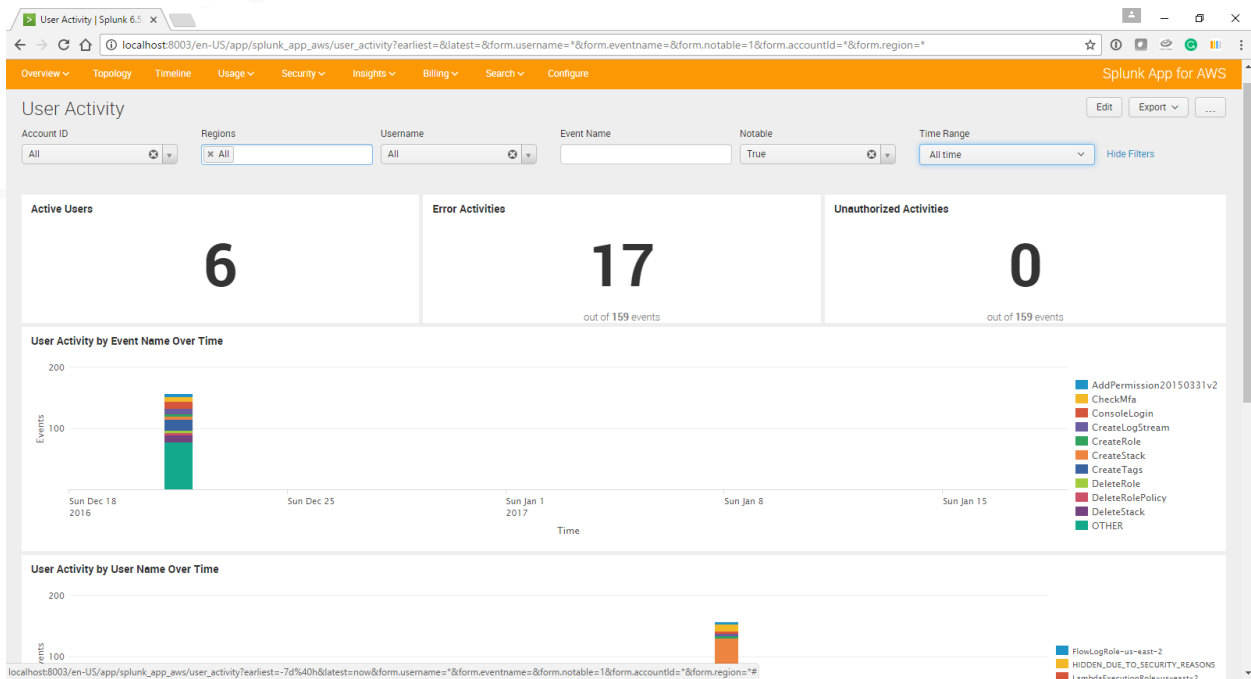 User Activity | Splunk 6.5
localhost:8003/en-US/app/splunk_app_aws/user_activity?earliest=&latest=&form.username=*&form.eventname=&form.notable=1&form.accountId=*&form.region=*
Overview Topology Timeline Usage Security Insights Billing Search Configure Splunk App for AWS
User Activity Edit Export ...
Account ID Regions Username Event Name Notable Time Range
All × All All True All time Hide Filters
Active Users Error Activities Unauthorized Activities
6 17 0
out of 159 events out of 159 events
User Activity by Event Name Over Time
200
100
Events
Sun Dec 18 Sun Dec 25 Sun Jan 1 Sun Jan 8 Sun Jan 15
2016 2017
Time
AddPermission20150331v2
CheckMfa
ConsoleLogin
CreateLogStream
CreateRole
CreateStack
CreateTags
DeleteRole
DeleteRolePolicy
DeleteStack
OTHER
User Activity by User Name Over Time
200
100
FlowLogRole-us-east-2
HIDDEN_DUE_TO_SECURITY_REASONS
LambdaExecutionRole-us-east-2
localhost:8003/en-US/app/splunk_app_aws/user_activity?earliest=-7d%40h&latest=now&form.username=*&form.eventname=&form.notable=1&form.accountId=*&form.region=*#